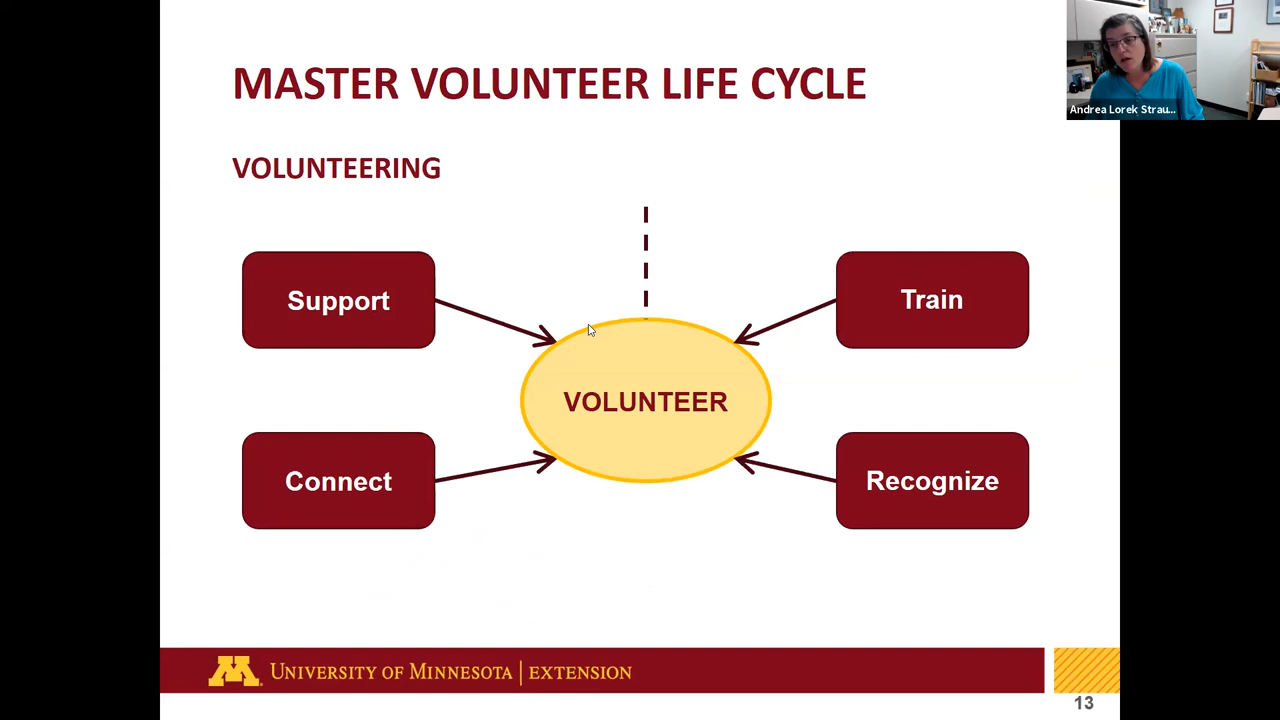 MASTER VOLUNTEER LIFE CYCLE
Andrea Lorek Strau...
VOLUNTEERING
Support
Train
VOLUNTEER
Connect
Recognize
M
UNIVERSITY OF MINNESOTA | EXTENSION
13